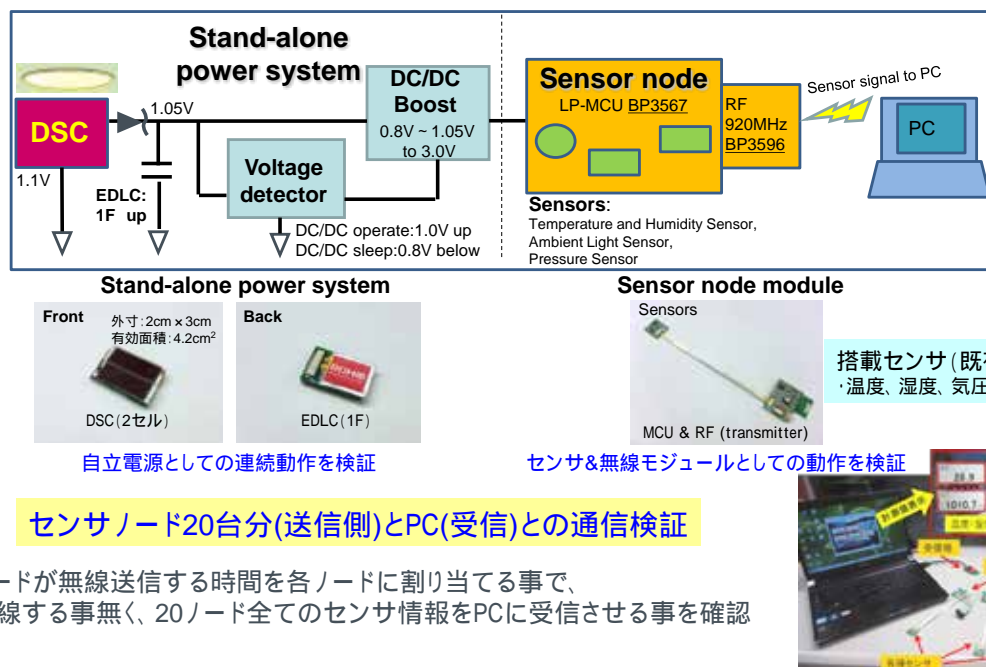 Stand-alone
power system
DSC
1.1V
1.05V
EDLC:
1F up
Voltage
detector
DC/DC
Boost
0.8V ~ 1.05V
to 3.0V
DC/DC operate:1.0V up
DC/DC sleep:0.8V below
Sensor node
LP-MCU BP3567
RF
920MHz
BP3596
Sensor signal to PC
PC
Sensors:
Temperature and Humidity Sensor,
Ambient Light Sensor,
Pressure Sensor
Stand-alone power system
Front
外寸:2cm×3cm
有効面積:4.2cm²
DSC(2セル)
Back
EDLC(1F)
自立電源としての連続動作を検証
Sensor node module
Sensors
MCU & RF (transmitter)
搭載センサ(既
・温度、湿度、気圧
センサ&無線モジュールとしての動作を検証
センサノード20台分(送信側)とPC(受信)との通信検証
ードが無線送信する時間を各ノードに割り当てる事で、
線する事無く、20ノード全てのセンサ情報をPCに受信させる事を確認
1010.7
受信機
各種センサ